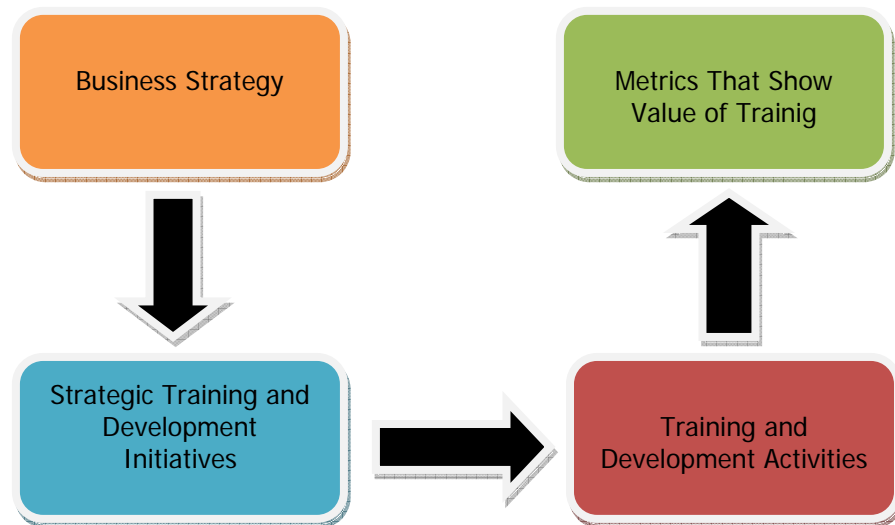 Business Strategy
Metrics That Show
Value of Trainig
Strategic Training and
Development
Initiatives
Training and
Development Activities